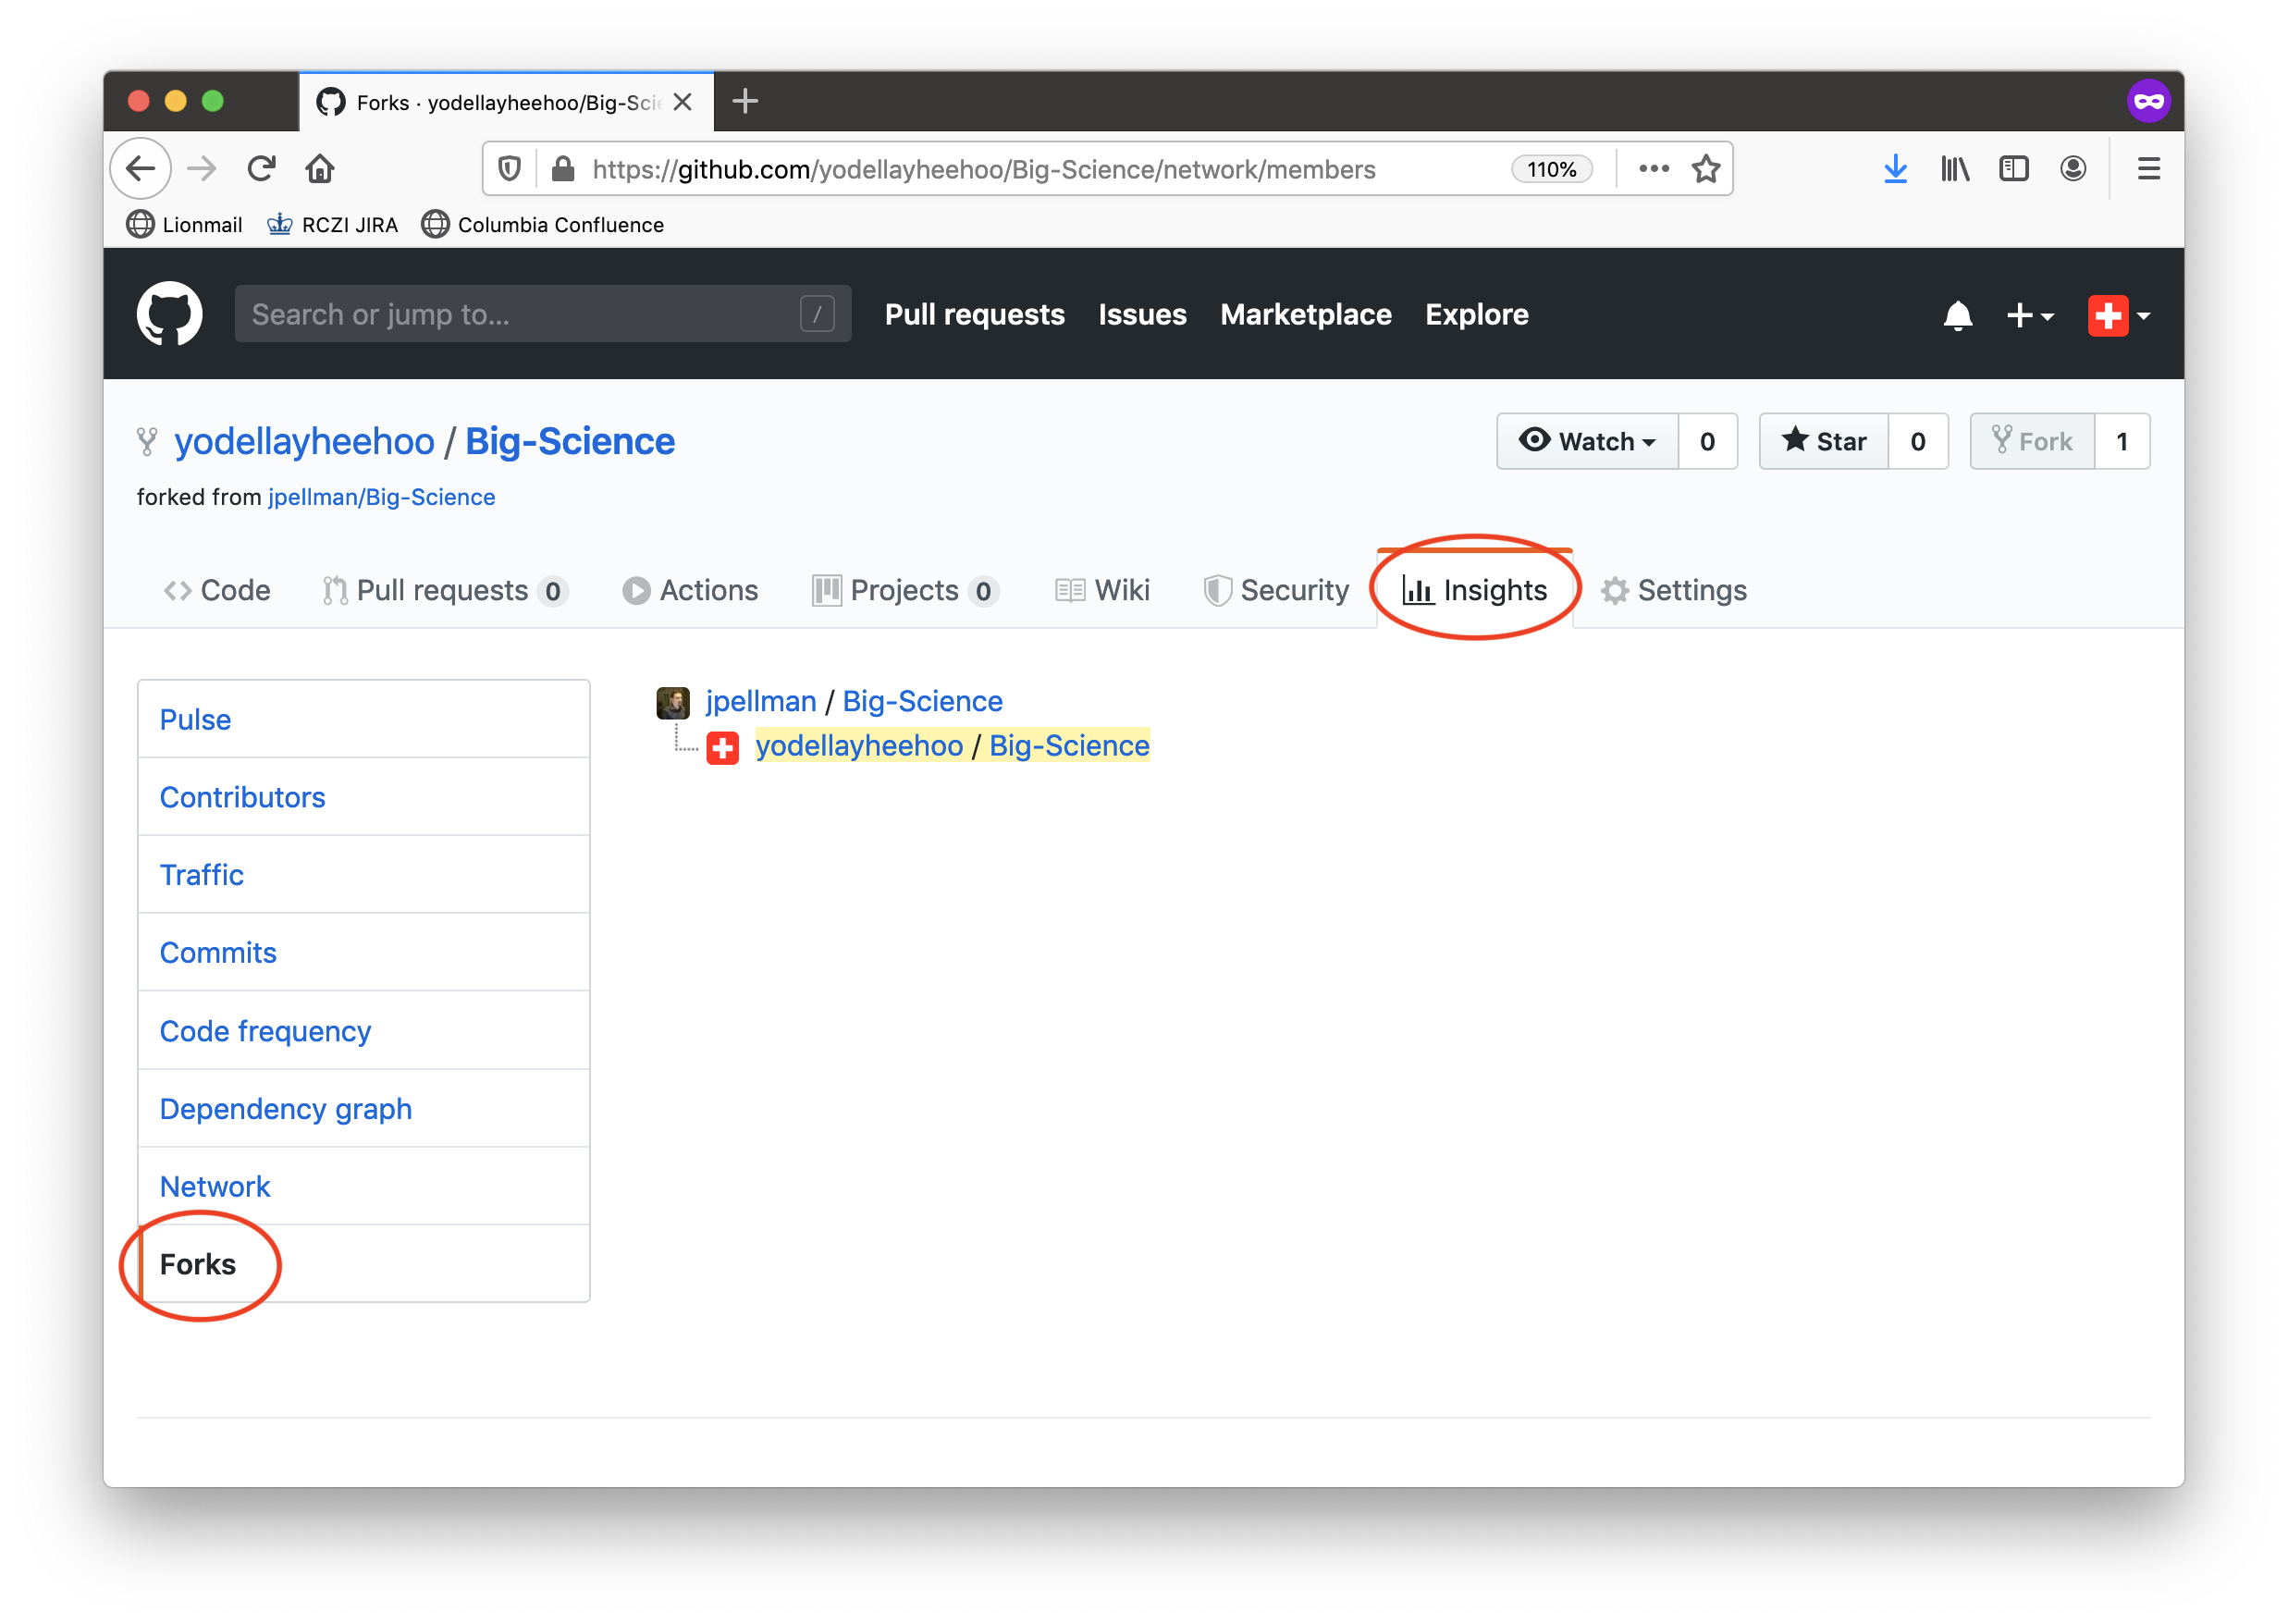 Forks · yodellayheehoo/Big-Scie
https://github.com/yodellayheehoo/Big-Science/network/members 110%
Lionmail RCZI JIRA Columbia Confluence
Search or jump to... / Pull requests Issues Marketplace Explore
yodellayheehoo / Big-Science Watch 0 Star 0 Fork 1
forked from jpellman/Big-Science
Code Pull requests 0 Actions Projects 0 Wiki Security Insights Settings
jpellman / Big-Science
yodellayheehoo / Big-Science
Pulse
Contributors
Traffic
Commits
Code frequency
Dependency graph
Network
Forks